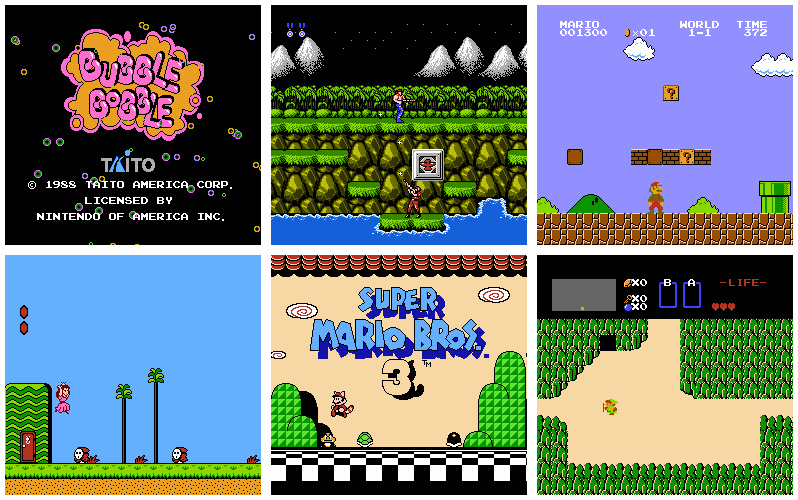 BUBBLE
BOBBLE
TAITO
© 1988 TAITO AMERICA CORP.
LICENSED BY
NINTENDO OF AMERICA INC.
MARIO WORLD TIME
001300 ×01 1-1 372
?
?
SUPER
MARIO BROS.
TM
3
X0 B A -LIFE-
X0
X0